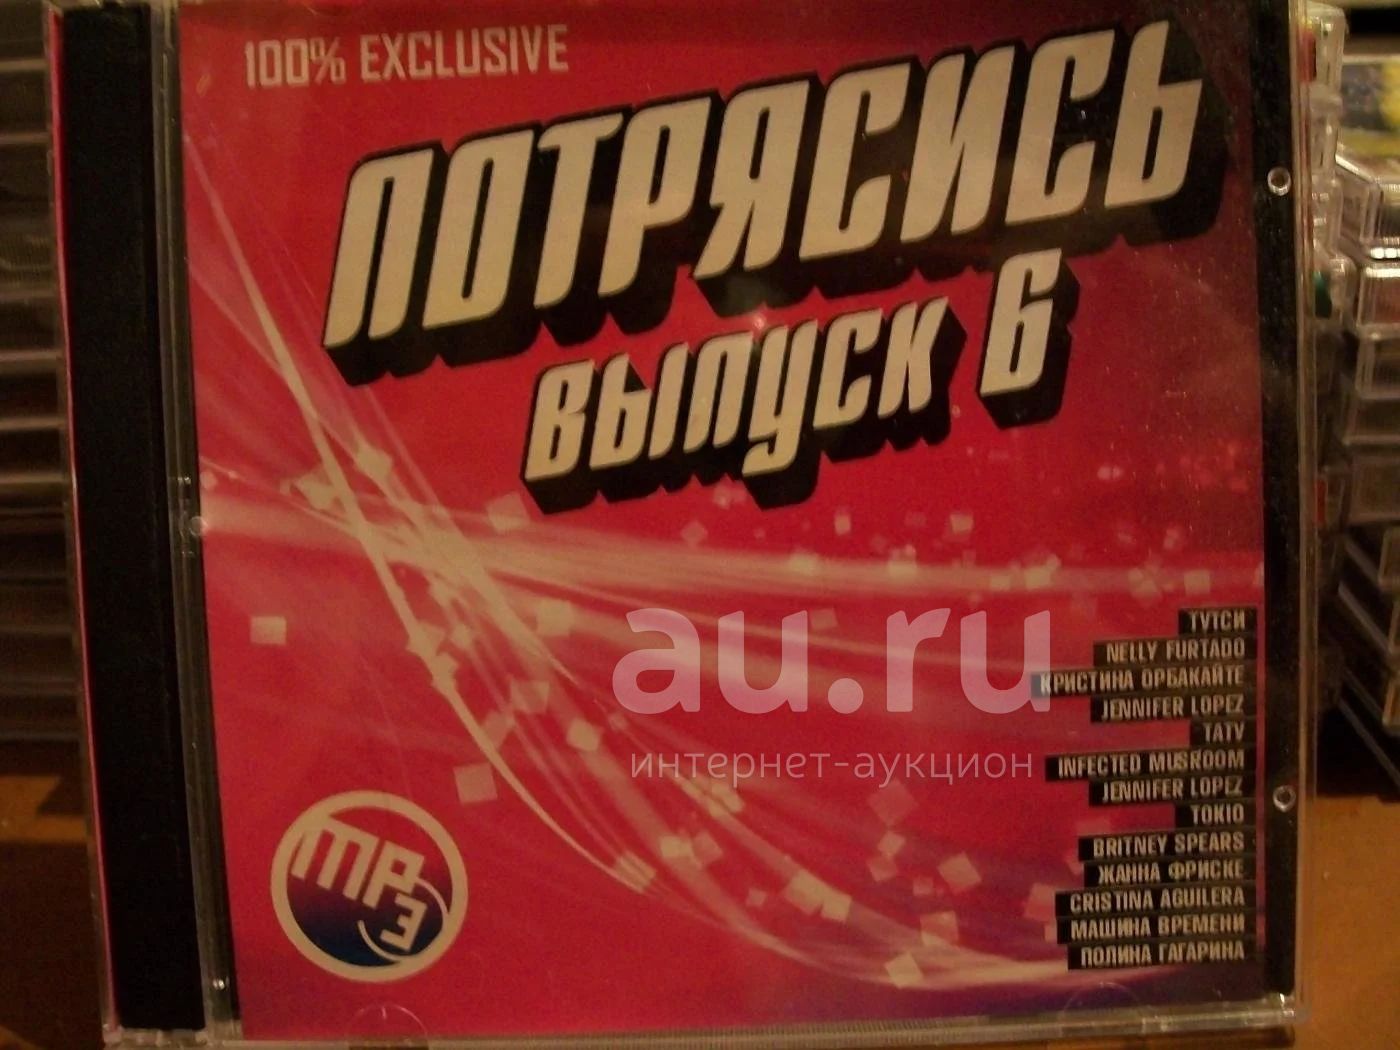 100% EXCLUSIVE
ПОТРЯСИСЬ
ВЫПУСК 6
au.ru
интернет-аукцион
ТУТСИ
NELLY FURTADO
КРИСТИНА ОРБАКАЙТЕ
JENNIFER LOPEZ
TATY
INFECTED MUSROOM
JENNIFER LOPEZ
TOKIO
BRITNEY SPEARS
ЖАННА ФРИСКЕ
CRISTINA AGUILERA
МАШИНА ВРЕМЕНИ
ПОЛИНА ГАГАРИНА
MP3